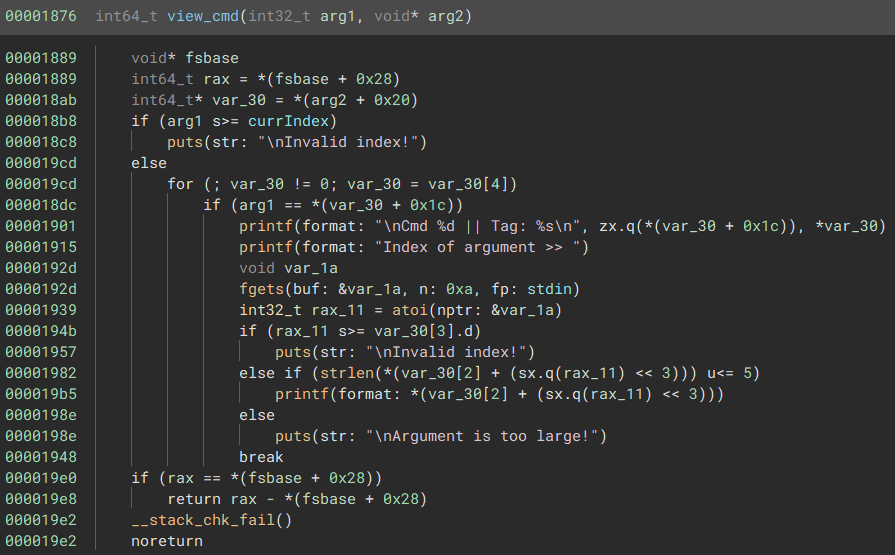 00001876 int64_t view_cmd(int32_t arg1, void* arg2)
00001889 void* fsbase
00001889 int64_t rax = *(fsbase + 0x28)
000018ab int64_t* var_30 = *(arg2 + 0x20)
000018b8 if (arg1 s>= currIndex)
000018c8 puts(str: "\nInvalid index!")
000019cd else
000019cd for (; var_30 != 0; var_30 = var_30[4])
000018dc if (arg1 == *(var_30 + 0x1c))
00001901 printf(format: "\nCmd %d || Tag: %s\n", zx.q(*(var_30 + 0x1c)), *var_30)
00001915 printf(format: "Index of argument >> ")
0000192d void var_1a
0000192d fgets(buf: &var_1a, n: 0xa, fp: stdin)
00001939 int32_t rax_11 = atoi(nptr: &var_1a)
0000194b if (rax_11 s>= var_30[3].d)
00001957 puts(str: "\nInvalid index!")
00001982 else if (strlen(*(var_30[2] + (sx.q(rax_11) << 3))) u<= 5)
000019b5 printf(format: *(var_30[2] + (sx.q(rax_11) << 3)))
0000198e else
0000198e puts(str: "\nArgument is too large!")
00001948 break
000019e0 if (rax == *(fsbase + 0x28))
000019e8 return rax - *(fsbase + 0x28)
000019e2 __stack_chk_fail()
000019e2 noreturn